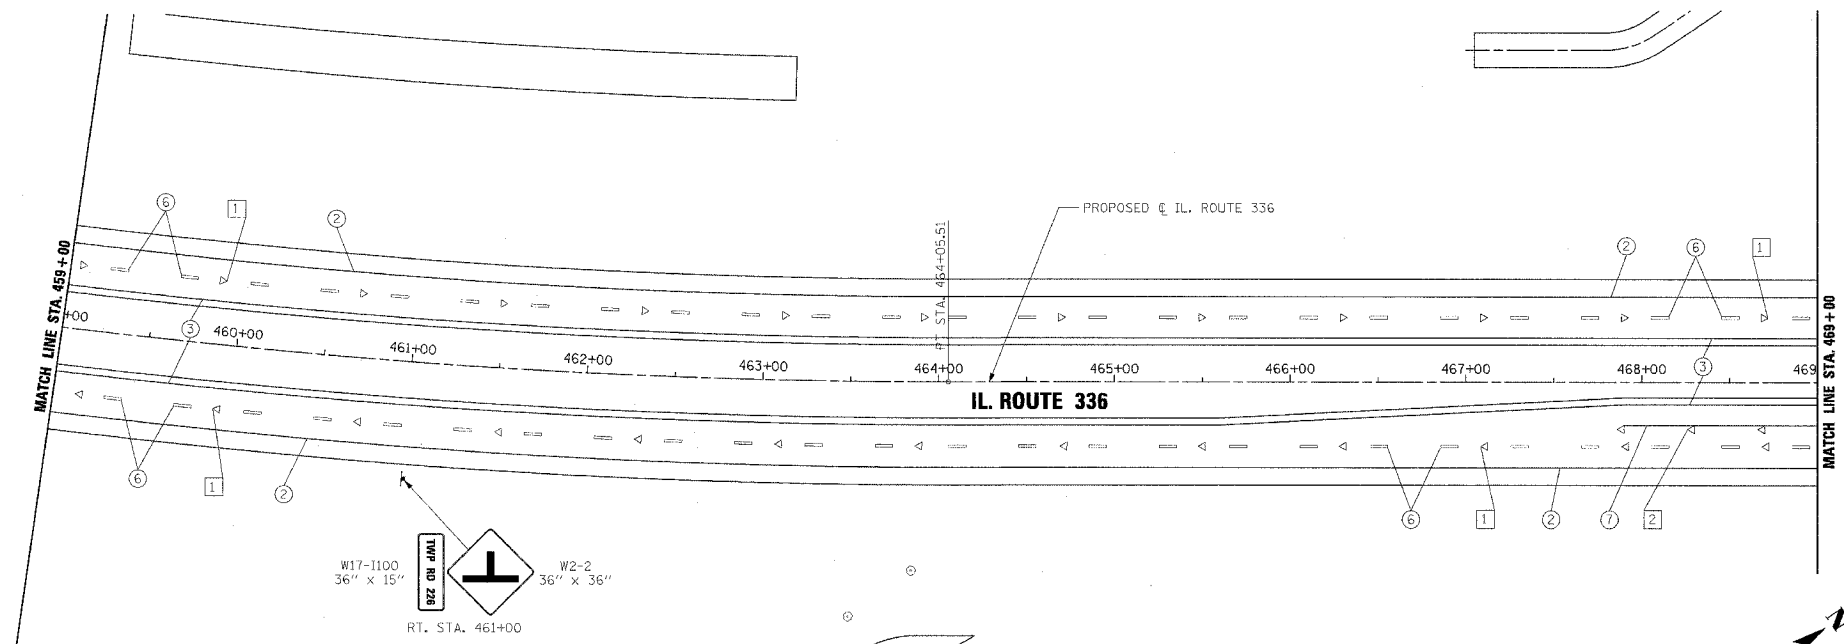 6
1
2
PROPOSED ℄ IL. ROUTE 336
2
6
1
MATCH LINE STA. 459+00
+00
3
460+00
461+00
462+00
463+00
464+00
465+00
466+00
467+00
468+00
469
3
P.T. STA. 464+05.51
IL. ROUTE 336
MATCH LINE STA. 469+00
6
1
2
6
1
2
7
2
W17-I100
36" x 15"
TWP RD 226
W2-2
36" x 36"
RT. STA. 461+00
N